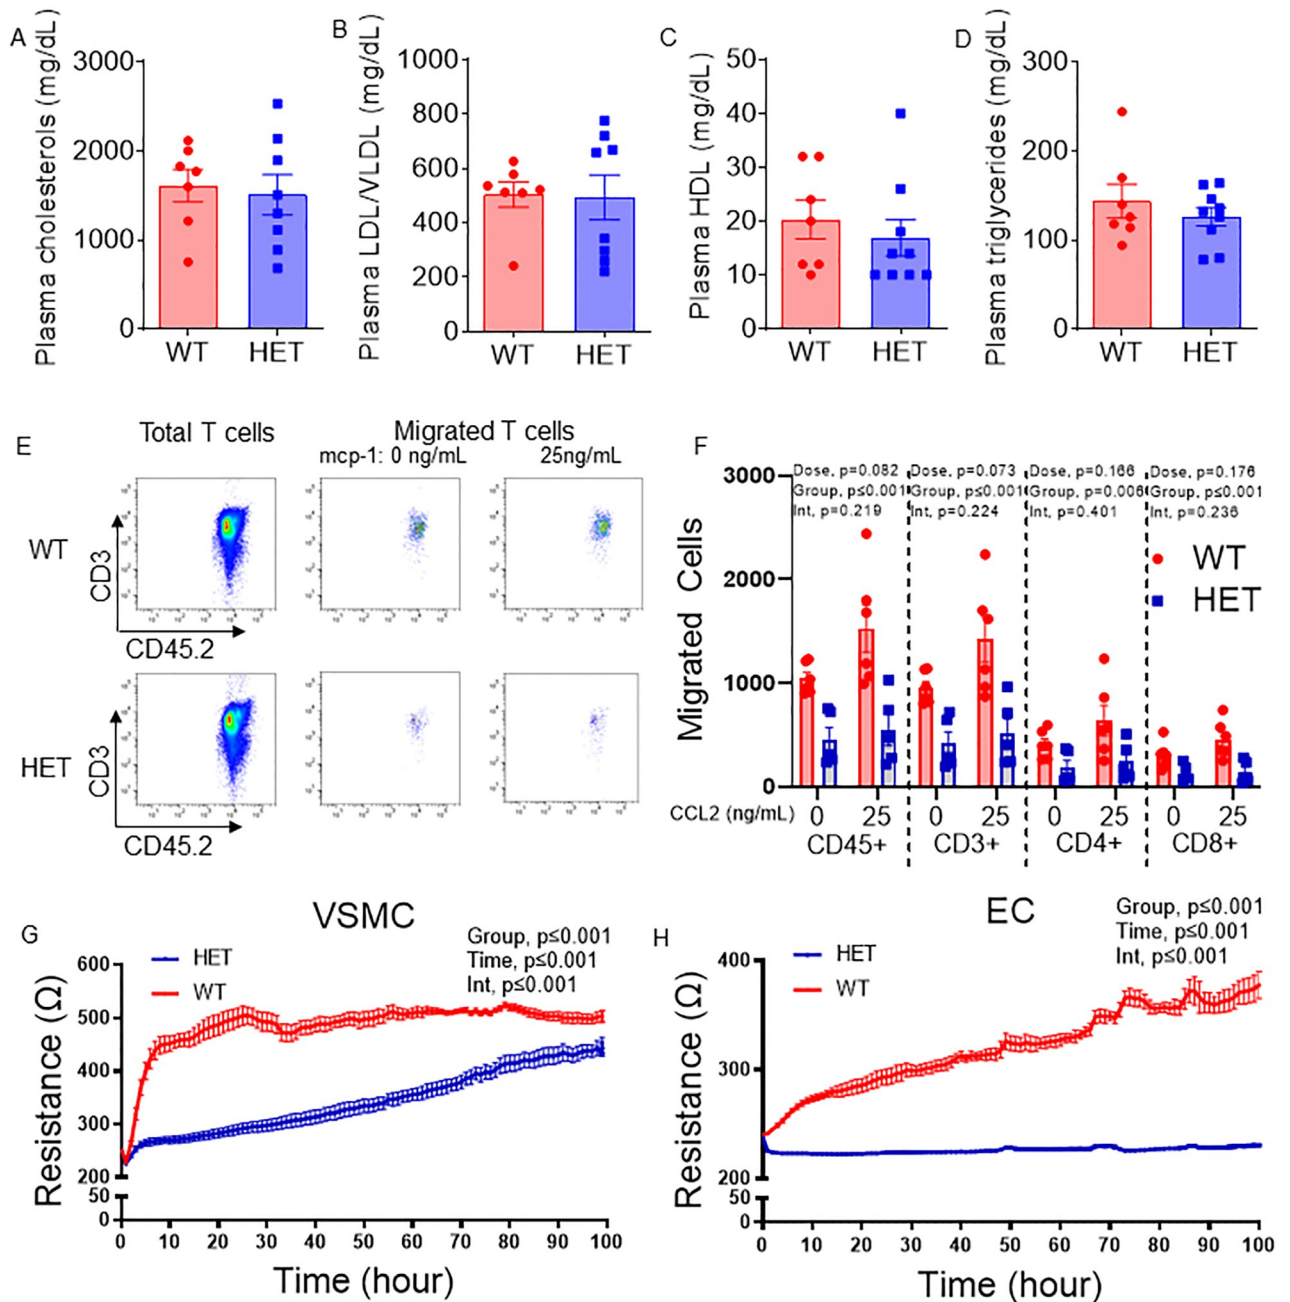 A
Plasma cholesterols (mg/dL)
3000
2000
1000
0
WT
HET
B
Plasma LDL/VLDL (mg/dL)
1000
800
600
400
200
0
WT
HET
C
Plasma HDL (mg/dL)
50
40
30
20
10
0
WT
HET
D
Plasma triglycerides (mg/dL)
300
200
100
0
WT
HET
E
Total T cells
Migrated T cells
mcp-1: 0 ng/mL
25ng/mL
WT
CD3
CD45.2
HET
CD3
CD45.2
F
Migrated Cells
3000
2000
1000
0
Dose, p=0.082
Group, p≤0.001
Int, p=0.219
Dose, p=0.073
Group, p≤0.001
Int, p=0.224
Dose, p=0.166
Group, p=0.006
Int, p=0.401
Dose, p=0.176
Group, p≤0.001
Int, p=0.236
WT
HET
CCL2 (ng/mL)
0 25 0 25 0 25 0 25
CD45+ CD3+ CD4+ CD8+
G
VSMC
Group, p≤0.001
Time, p≤0.001
Int, p≤0.001
HET
WT
Resistance (Ω)
600
500
400
300
200
50
0
0 10 20 30 40 50 60 70 80 90 100
Time (hour)
H
EC
Group, p≤0.001
Time, p≤0.001
Int, p≤0.001
HET
WT
Resistance (Ω)
400
300
200
50
0
0 10 20 30 40 50 60 70 80 90 100
Time (hour)